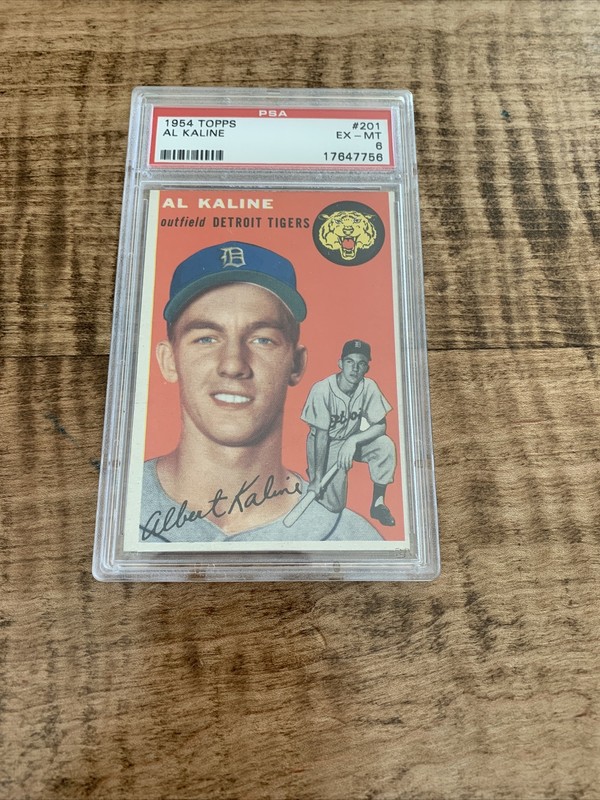 PSA
1954 TOPPS #201
AL KALINE EX-MT
6
17647756
AL KALINE
outfield DETROIT TIGERS
D
Albert Kaline